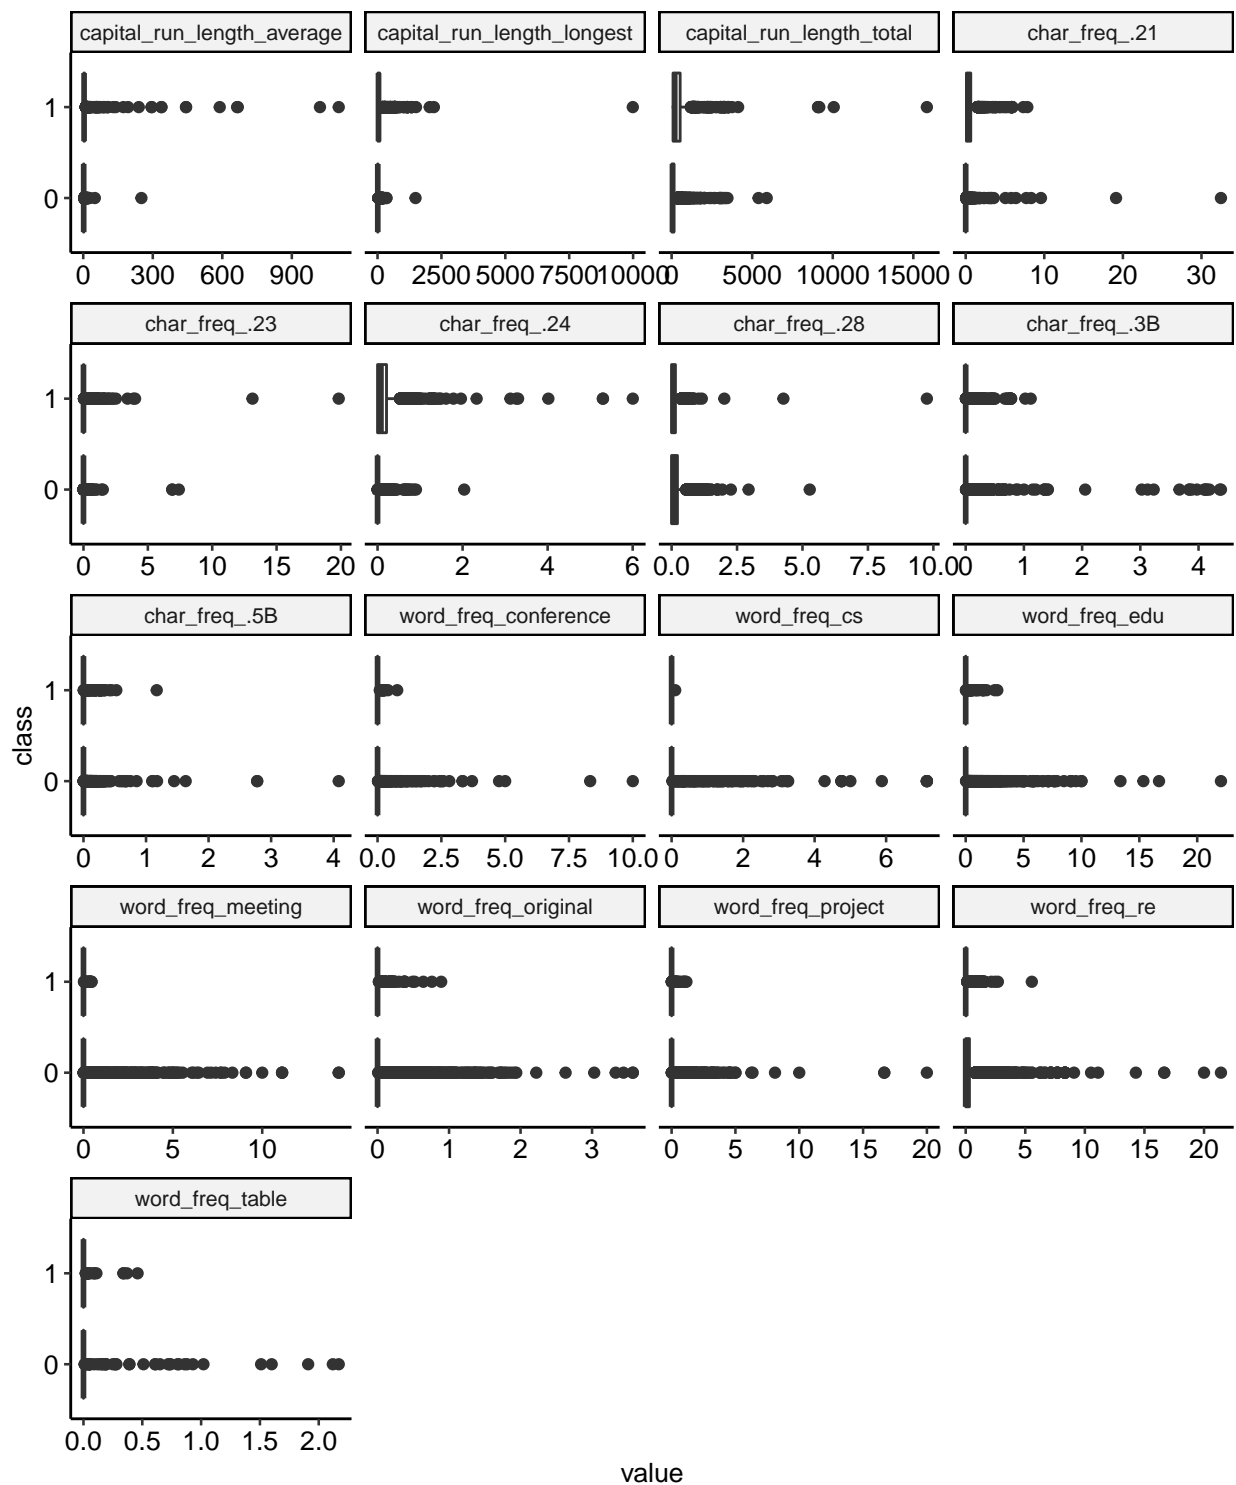 capital_run_length_average capital_run_length_longest capital_run_length_total char_freq_.21
1
0
0 300 600 900 0 2500 5000 7500 10000 0 5000 10000 15000 0 10 20 30
char_freq_.23 char_freq_.24 char_freq_.28 char_freq_.3B
1
0
0 5 10 15 20 0 2 4 6 0.0 2.5 5.0 7.5 10.0 0 1 2 3 4
char_freq_.5B word_freq_conference word_freq_cs word_freq_edu
1
0
0 1 2 3 4 0.0 2.5 5.0 7.5 10.0 0 2 4 6 0 5 10 15 20
class
word_freq_meeting word_freq_original word_freq_project word_freq_re
1
0
0 5 10 0 1 2 3 0 5 10 15 20 0 5 10 15 20
word_freq_table
1
0
0.0 0.5 1.0 1.5 2.0
value